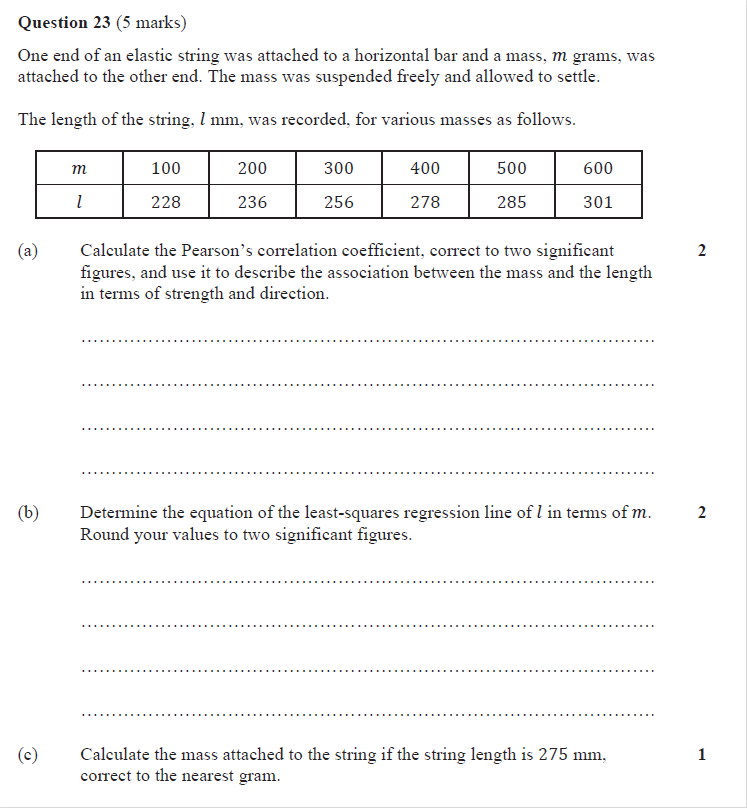 Question 23 (5 marks)
One end of an elastic string was attached to a horizontal bar and a mass, m grams, was
attached to the other end. The mass was suspended freely and allowed to settle.
The length of the string, l mm, was recorded, for various masses as follows.
m 100 200 300 400 500 600
l 228 236 256 278 285 301
(a) Calculate the Pearson's correlation coefficient, correct to two significant 2
figures, and use it to describe the association between the mass and the length
in terms of strength and direction.
(b) Determine the equation of the least-squares regression line of l in terms of m. 2
Round your values to two significant figures.
(c) Calculate the mass attached to the string if the string length is 275 mm, 1
correct to the nearest gram.